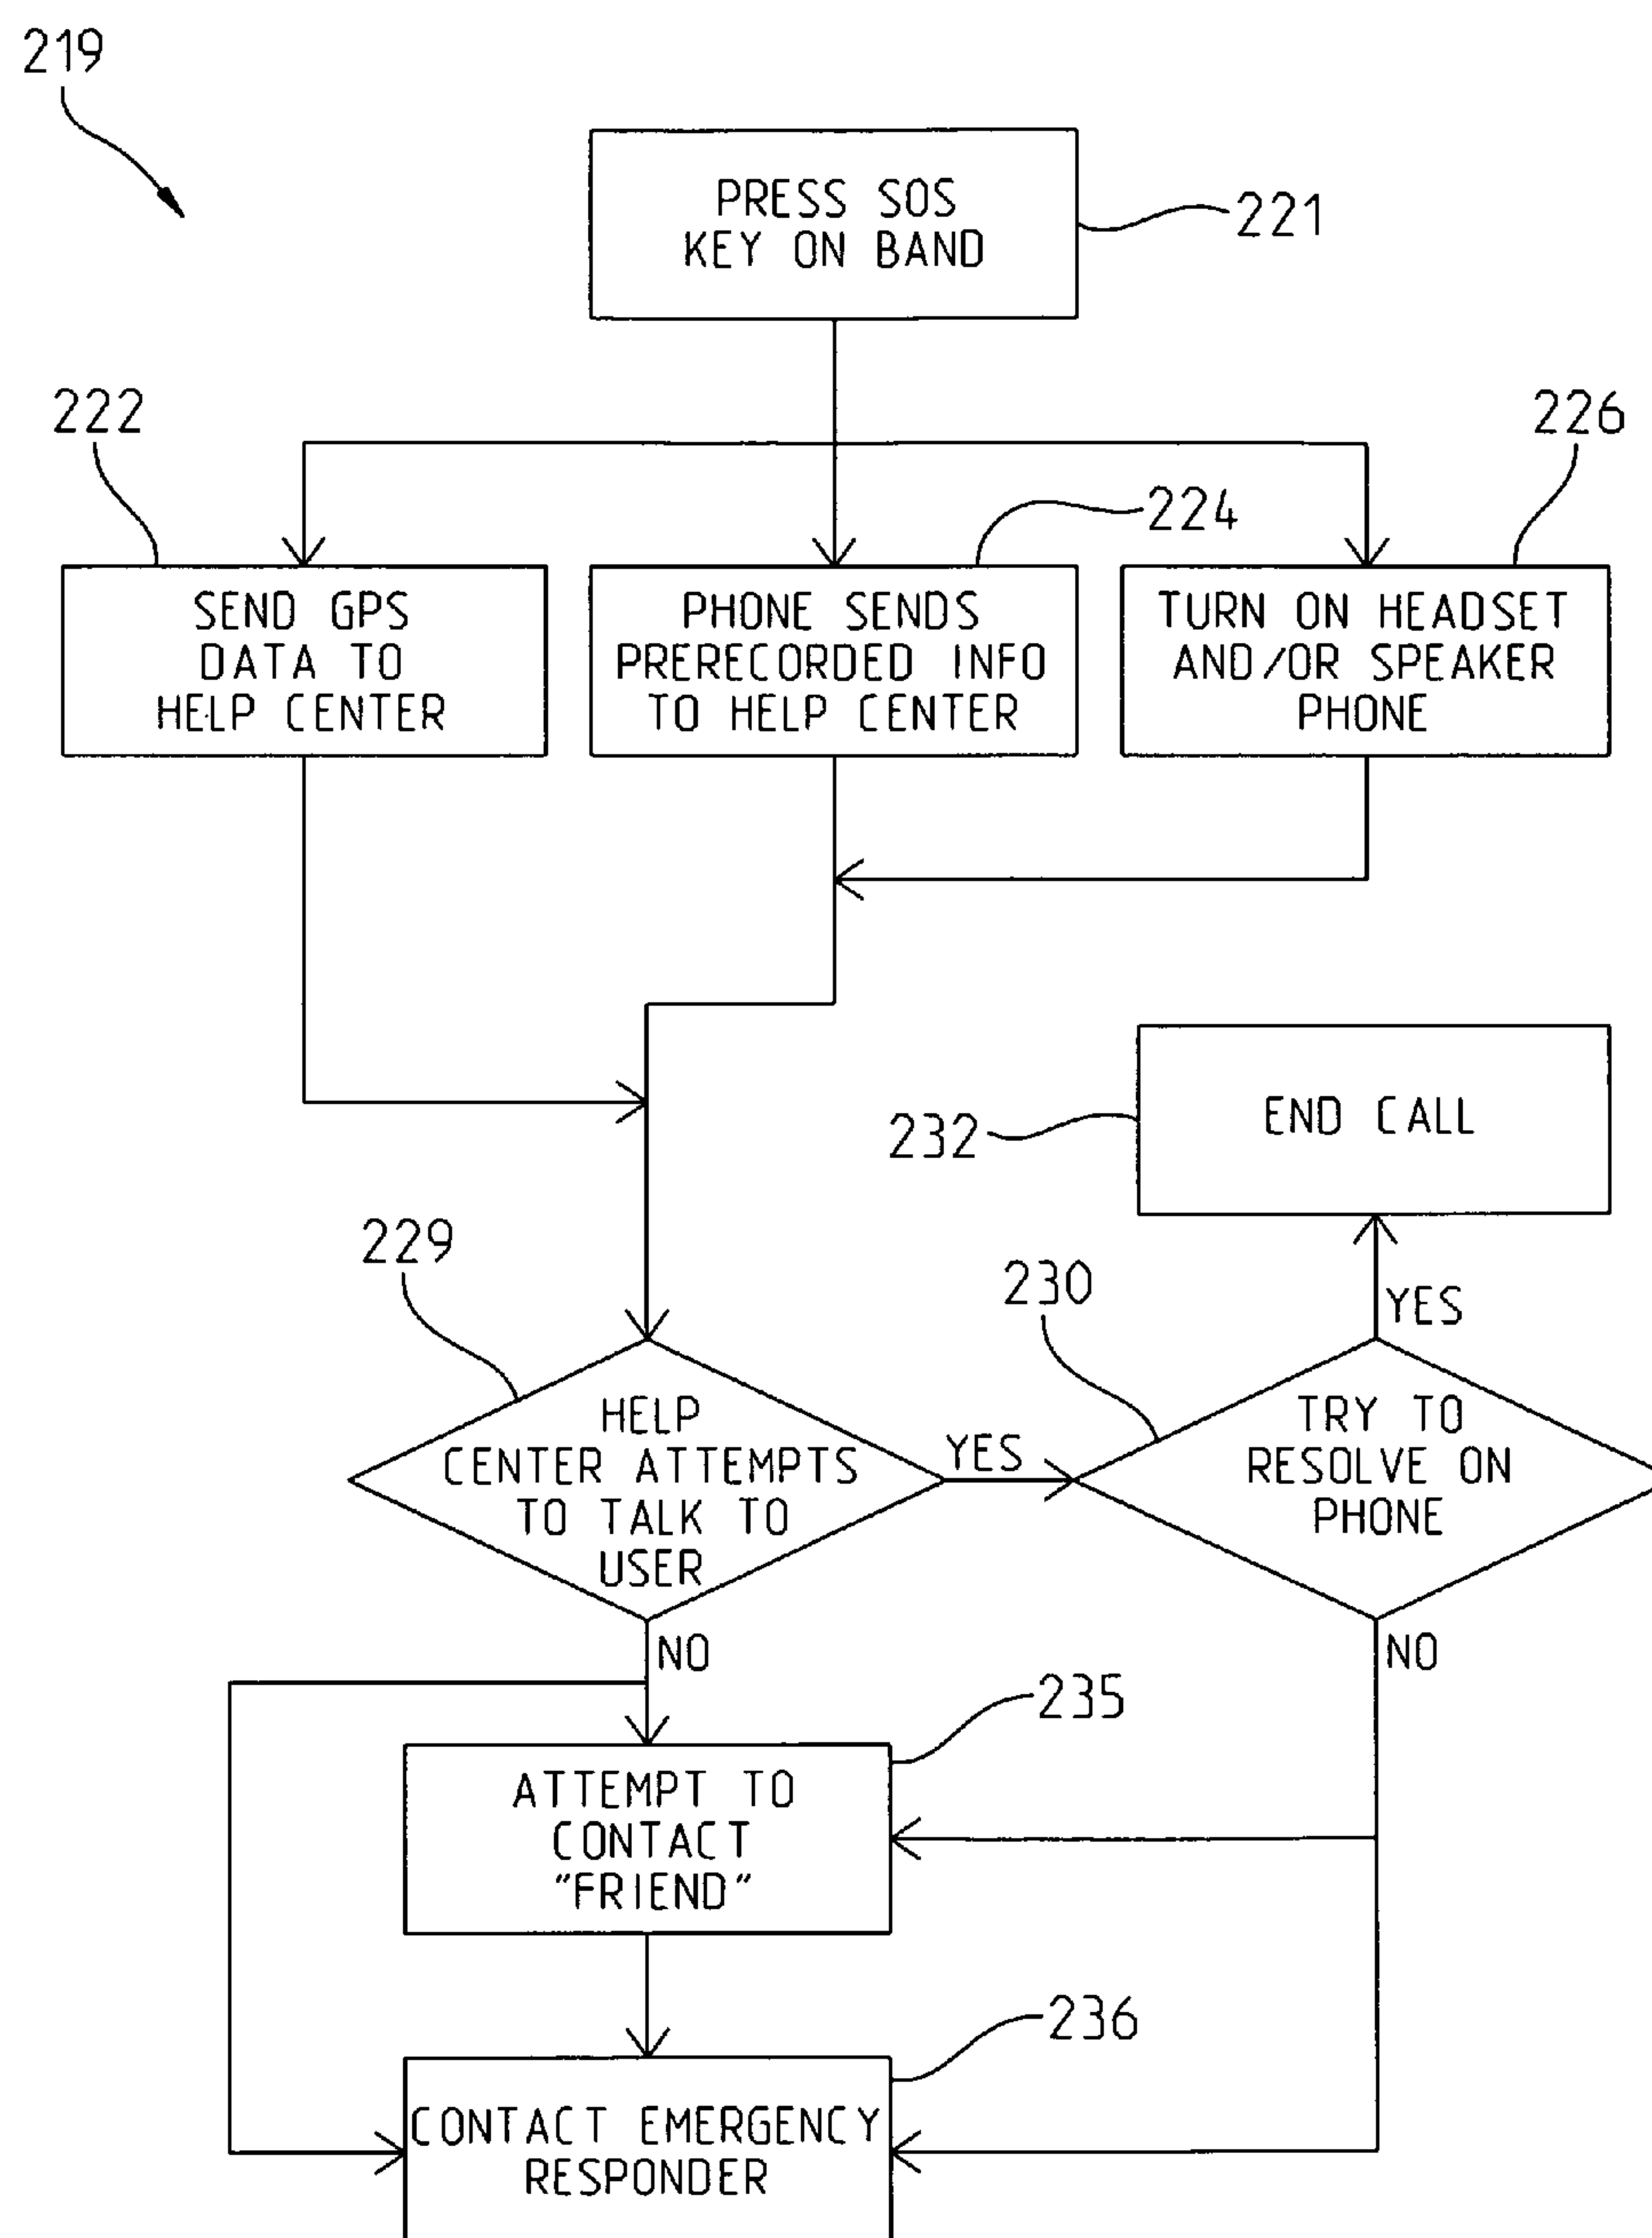 219
PRESS SOS
KEY ON BAND
221
222
226
224
SEND GPS
DATA TO
HELP CENTER
PHONE SENDS
PRERECORDED INFO
TO HELP CENTER
TURN ON HEADSET
AND/OR SPEAKER
PHONE
END CALL
232
229
230
YES
HELP
CENTER ATTEMPTS
TO TALK TO
USER
YES
TRY TO
RESOLVE ON
PHONE
NO
NO
235
ATTEMPT TO
CONTACT
"FRIEND"
236
CONTACT EMERGENCY
RESPONDER